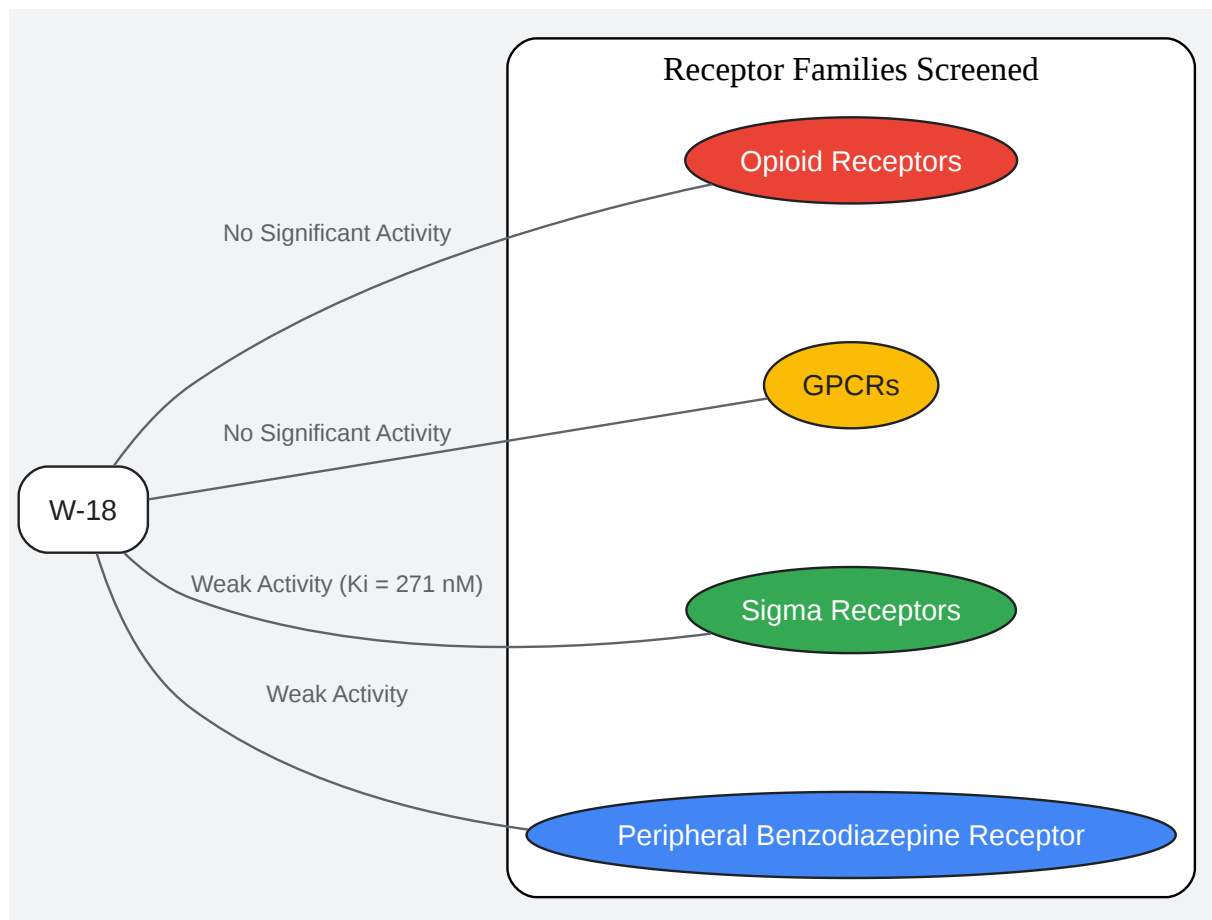 Receptor Families Screened
Opioid Receptors
No Significant Activity
GPCRs
No Significant Activity
W-18
Weak Activity (Ki = 271 nM)
Sigma Receptors
Weak Activity
Peripheral Benzodiazepine Receptor